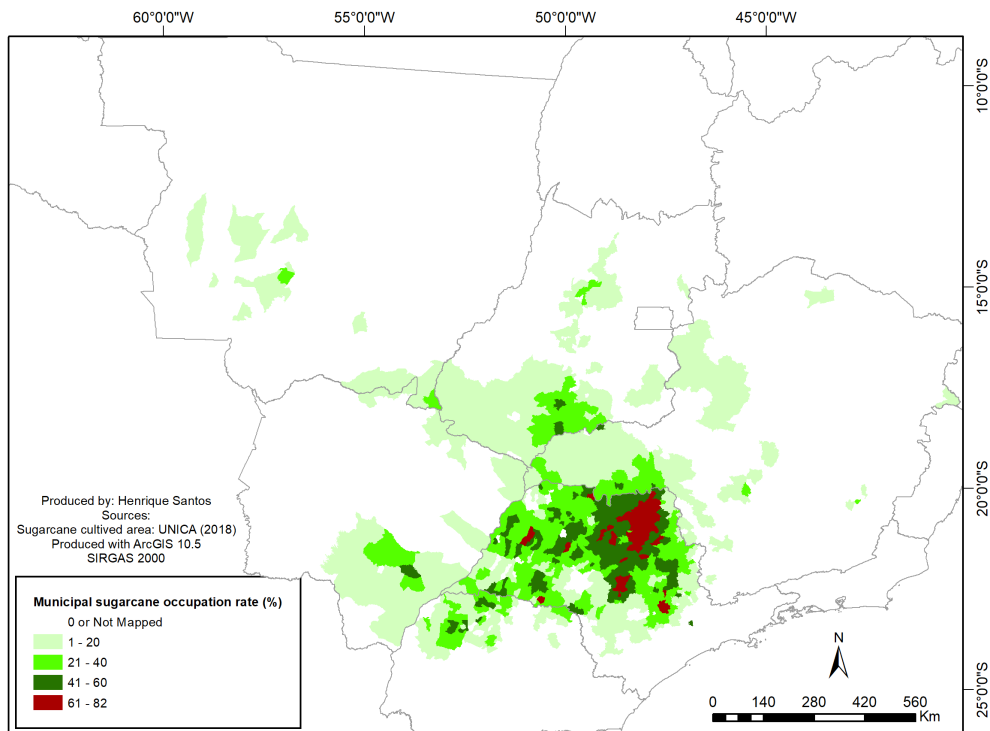 60°0'0"W 55°0'0"W 50°0'0"W 45°0'0"W
10°0'0"S
15°0'0"S
20°0'0"S
25°0'0"S
Produced by: Henrique Santos
Sources:
Sugarcane cultived area: UNICA (2018)
Produced with ArcGIS 10.5
SIRGAS 2000
Municipal sugarcane occupation rate (%)
0 or Not Mapped
1 - 20
21 - 40
41 - 60
61 - 82
N
0 140 280 420 560
Km